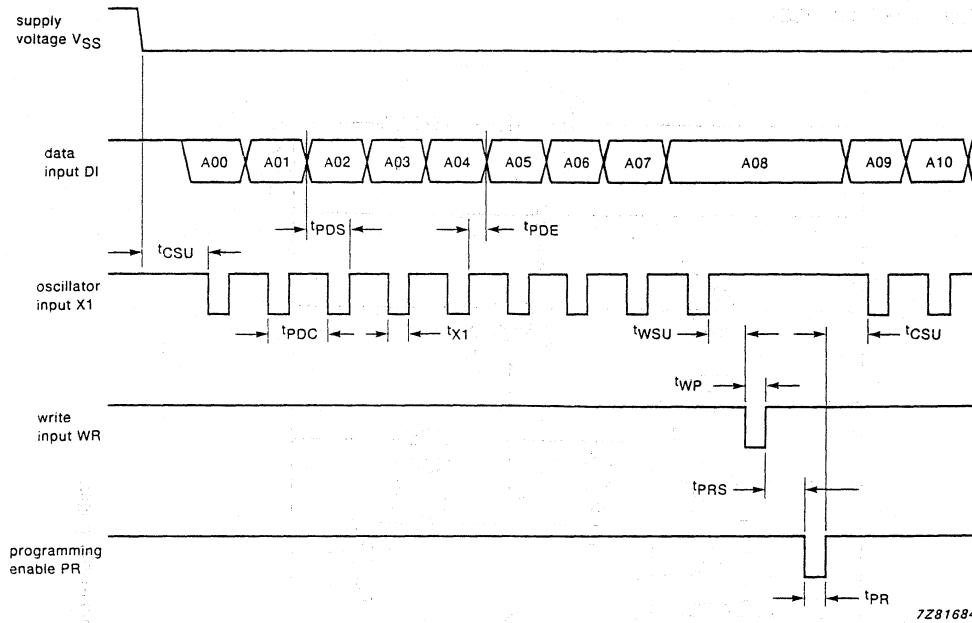 supply
voltage VSS
data
input DI
A00 A01 A02 A03 A04 A05 A06 A07 A08 A09 A10
tPDS
tPDE
tCSU
oscillator
input X1
tPDC
tX1
tWSU
tCSU
tWP
write
input WR
tPRS
programming
enable PR
tPR
7Z81684